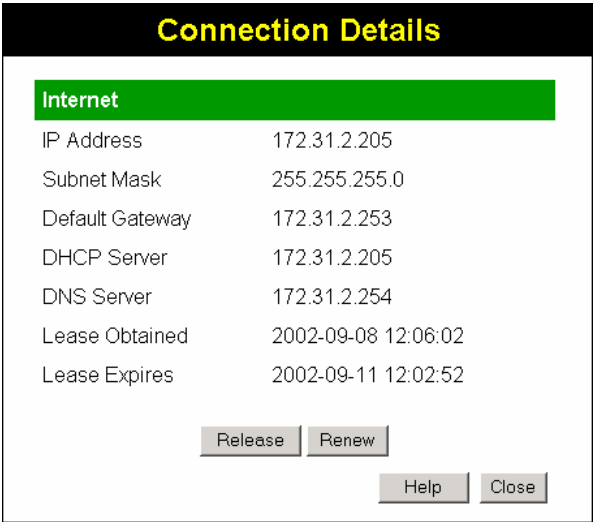 Connection Details
Internet
IP Address 172.31.2.205
Subnet Mask 255.255.255.0
Default Gateway 172.31.2.253
DHCP Server 172.31.2.205
DNS Server 172.31.2.254
Lease Obtained 2002-09-08 12:06:02
Lease Expires 2002-09-11 12:02:52
Release Renew
Help Close